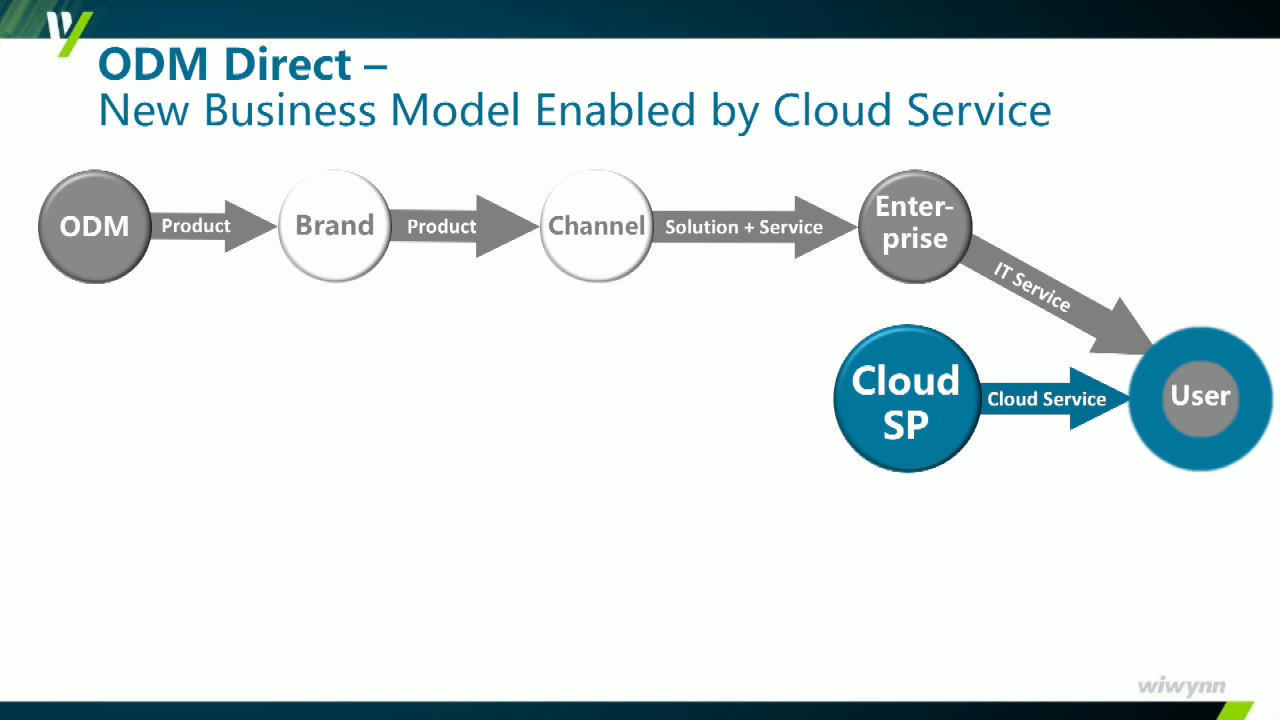 ODM Direct –
New Business Model Enabled by Cloud Service
ODM
Product
Brand
Product
Channel
Solution + Service
Enter-
prise
IT Service
Cloud
SP
Cloud Service
User
wiwynn